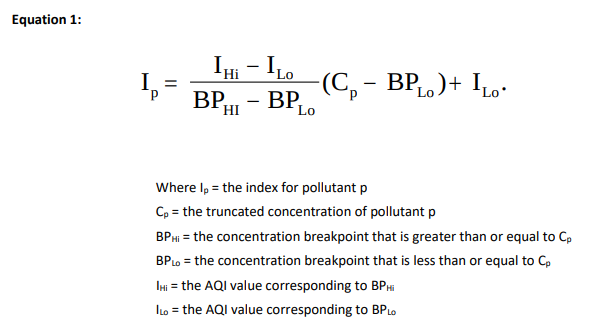 Equation 1:
I_p = \frac{I_{Hi} - I_{Lo}}{BP_{HI} - BP_{Lo}} (C_p - BP_{Lo}) + I_{Lo}.
Where I_p = the index for pollutant p
C_p = the truncated concentration of pollutant p
BP_{Hi} = the concentration breakpoint that is greater than or equal to C_p
BP_{Lo} = the concentration breakpoint that is less than or equal to C_p
I_{Hi} = the AQI value corresponding to BP_{Hi}
I_{Lo} = the AQI value corresponding to BP_{Lo}